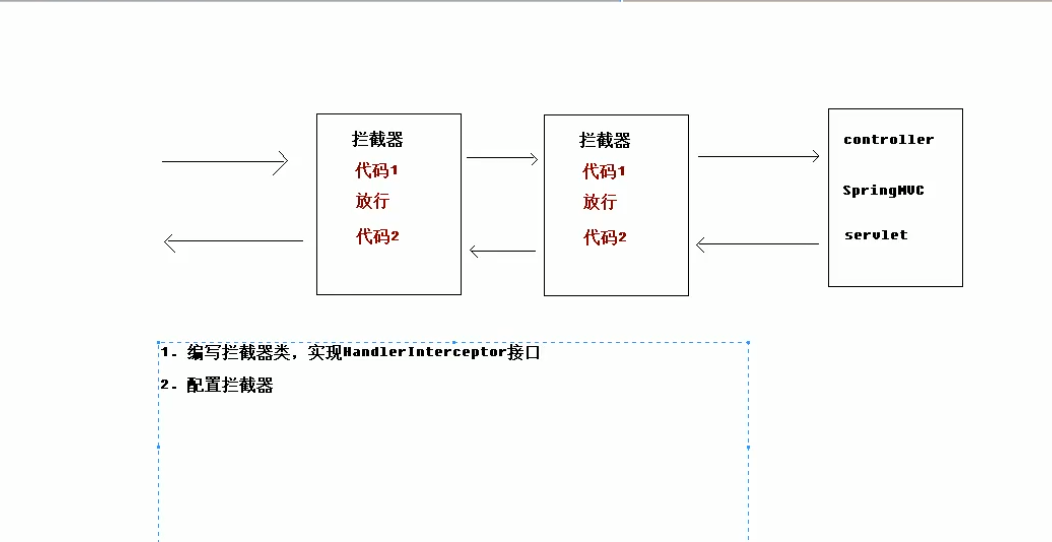 拦截器
代码1
放行
代码2
拦截器
代码1
放行
代码2
controller
SpringMVC
servlet
1. 编写拦截器类，实现HandlerInterceptor接口
2. 配置拦截器